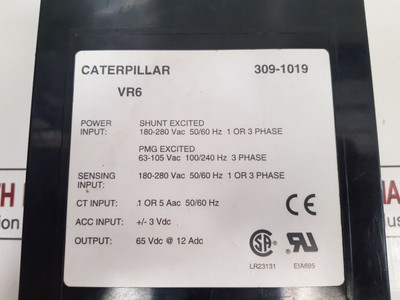 CATERPILLAR 309-1019
VR6
POWER INPUT: SHUNT EXCITED
180-280 Vac 50/60 Hz 1 OR 3 PHASE
PMG EXCITED
63-105 Vac 100/240 Hz 3 PHASE
SENSING INPUT: 180-280 Vac 50/60 Hz 1 OR 3 PHASE
CT INPUT: .1 OR 5 Aac 50/60 Hz
ACC INPUT: +/- 3 Vdc
OUTPUT: 65 Vdc @ 12 Adc
CE
SA
LR23131
EIA695